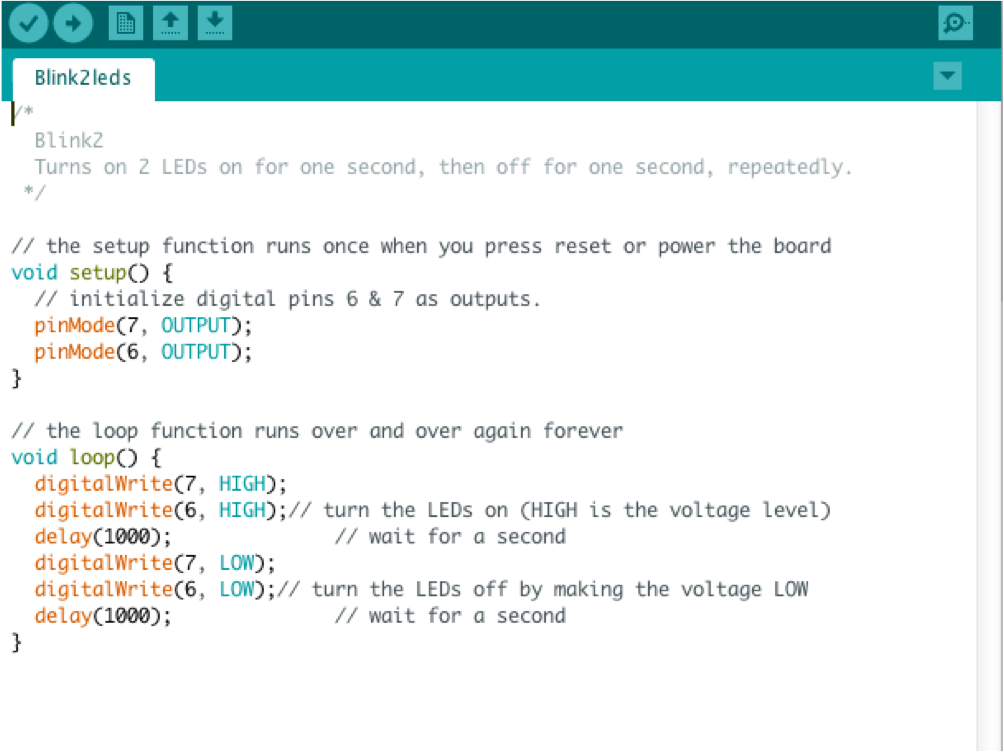 Blink2leds
/*
  Blink2
  Turns on 2 LEDs on for one second, then off for one second, repeatedly.
 */

// the setup function runs once when you press reset or power the board
void setup() {
  // initialize digital pins 6 & 7 as outputs.
  pinMode(7, OUTPUT);
  pinMode(6, OUTPUT);
}

// the loop function runs over and over again forever
void loop() {
  digitalWrite(7, HIGH);
  digitalWrite(6, HIGH);// turn the LEDs on (HIGH is the voltage level)
  delay(1000);              // wait for a second
  digitalWrite(7, LOW);
  digitalWrite(6, LOW);// turn the LEDs off by making the voltage LOW
  delay(1000);              // wait for a second
}